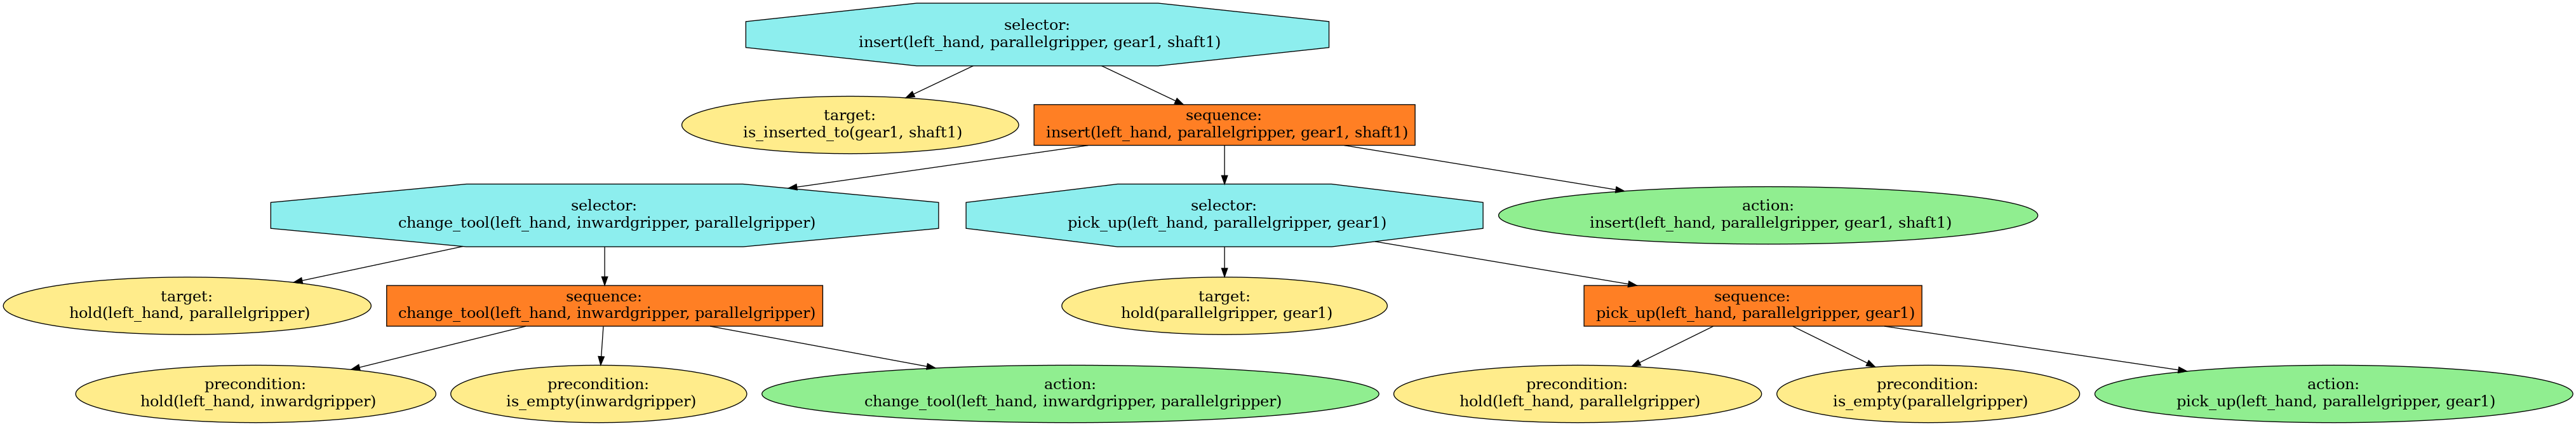 selector:
insert(left_hand, parallelgripper, gear1, shaft1)
target:
is_inserted_to(gear1, shaft1)
sequence:
insert(left_hand, parallelgripper, gear1, shaft1)
selector:
change_tool(left_hand, inwardgripper, parallelgripper)
selector:
pick_up(left_hand, parallelgripper, gear1)
action:
insert(left_hand, parallelgripper, gear1, shaft1)
target:
hold(left_hand, parallelgripper)
sequence:
change_tool(left_hand, inwardgripper, parallelgripper)
target:
hold(parallelgripper, gear1)
sequence:
pick_up(left_hand, parallelgripper, gear1)
precondition:
hold(left_hand, inwardgripper)
precondition:
is_empty(inwardgripper)
action:
change_tool(left_hand, inwardgripper, parallelgripper)
precondition:
hold(left_hand, parallelgripper)
precondition:
is_empty(parallelgripper)
action:
pick_up(left_hand, parallelgripper, gear1)